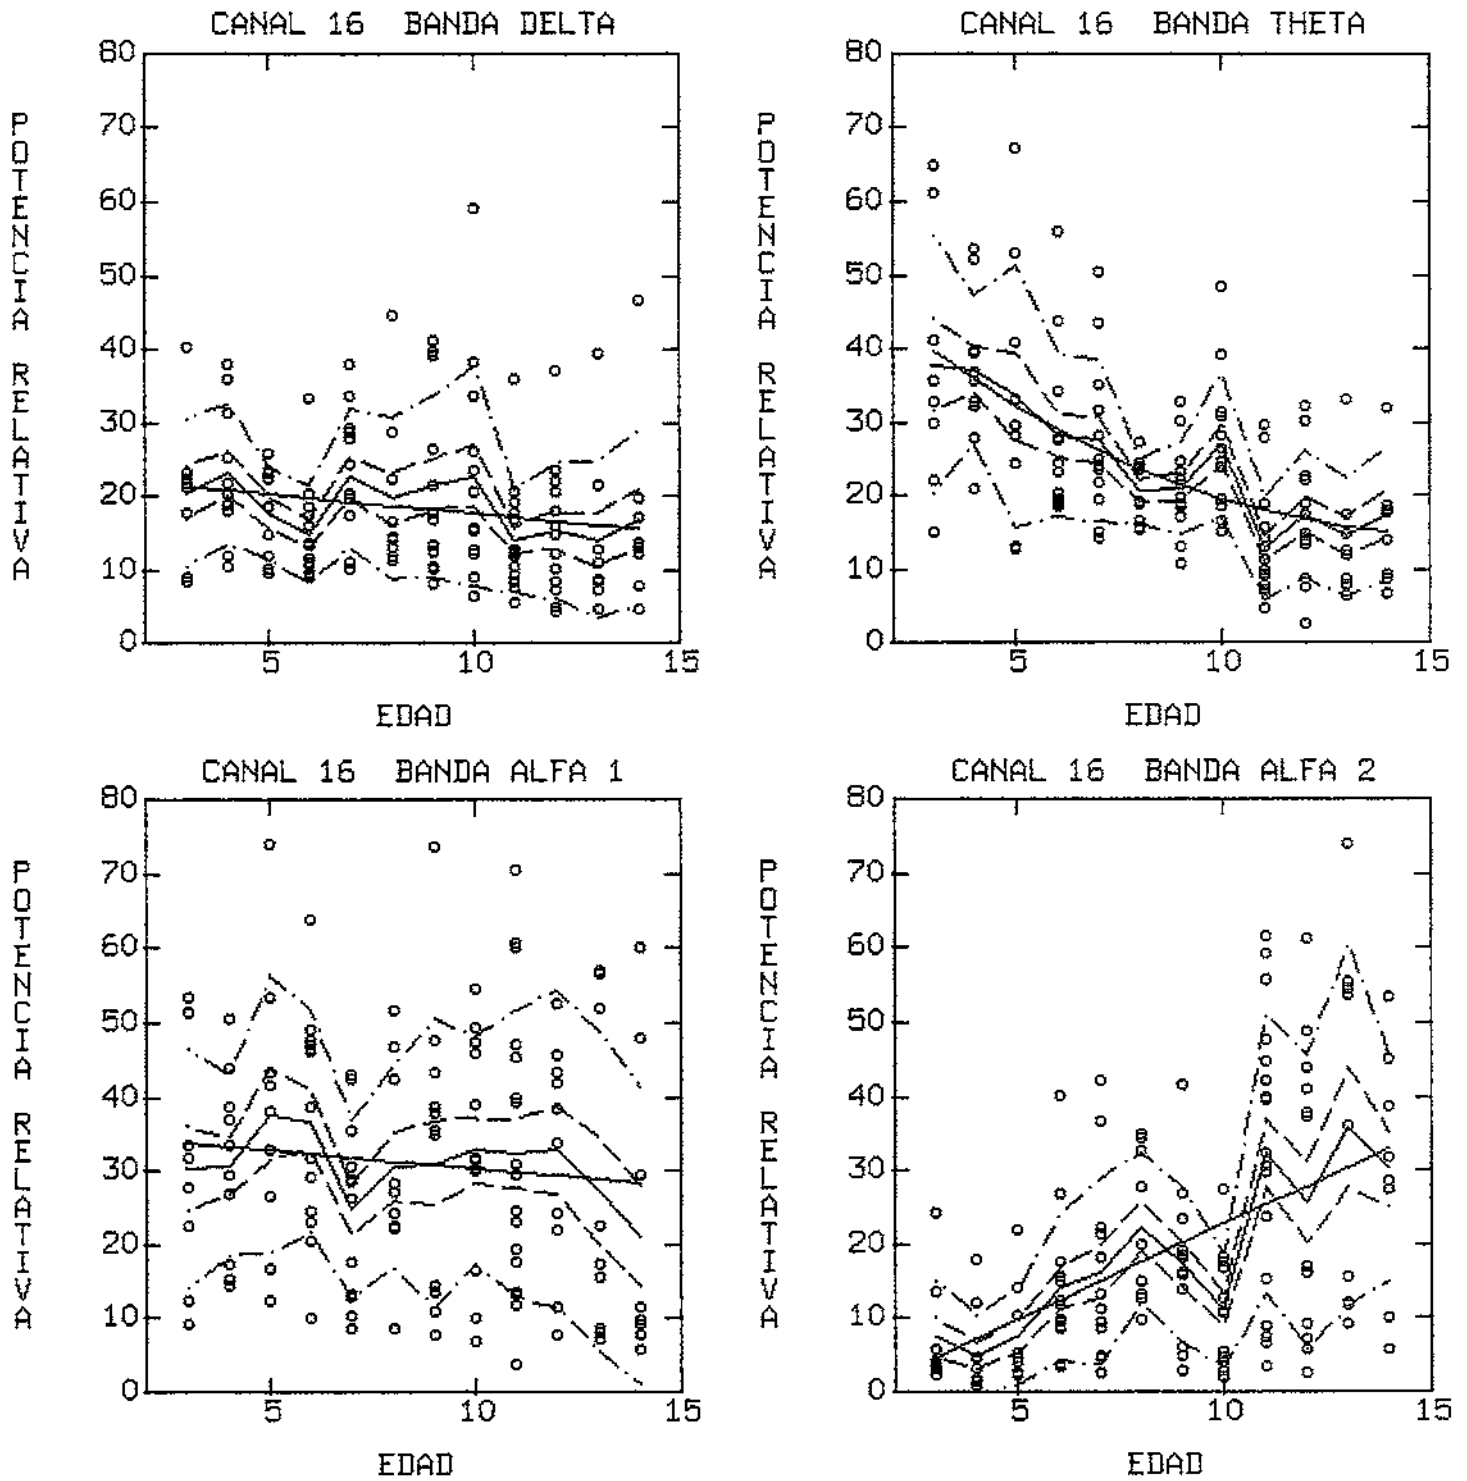 CANAL 16 BANDA DELTA
80
70
60
50
40
30
20
10
0
5 10 15
POTENCIA RELATIVA
EDAD
CANAL 16 BANDA THETA
80
70
60
50
40
30
20
10
0
5 10 15
POTENCIA RELATIVA
EDAD
CANAL 16 BANDA ALFA 1
80
70
60
50
40
30
20
10
0
5 10 15
POTENCIA RELATIVA
EDAD
CANAL 16 BANDA ALFA 2
80
70
60
50
40
30
20
10
0
5 10 15
POTENCIA RELATIVA
EDAD